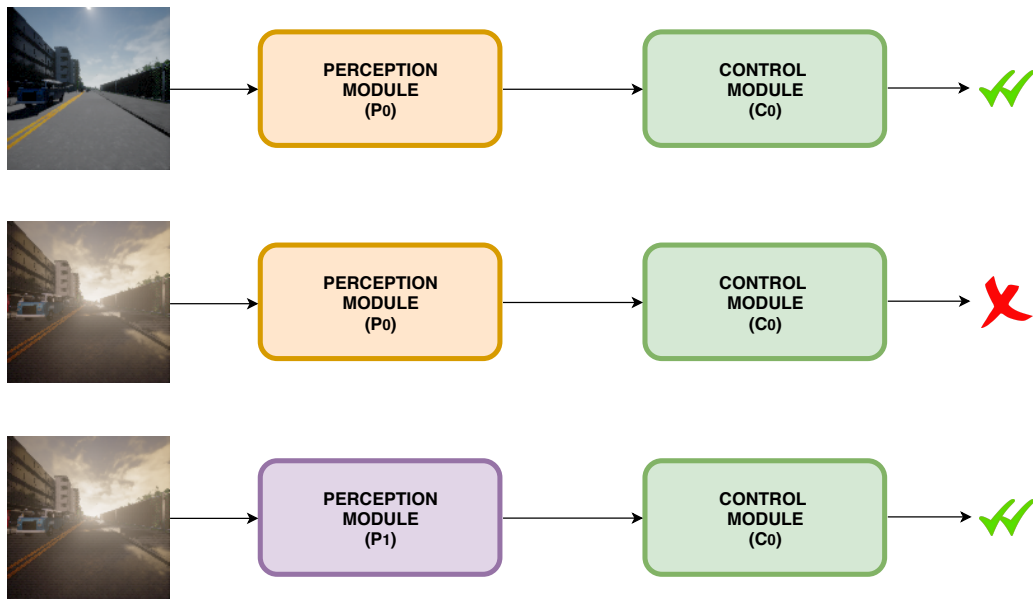 PERCEPTION
MODULE
(P0)
CONTROL
MODULE
(C0)
PERCEPTION
MODULE
(P0)
CONTROL
MODULE
(C0)
PERCEPTION
MODULE
(P1)
CONTROL
MODULE
(C0)